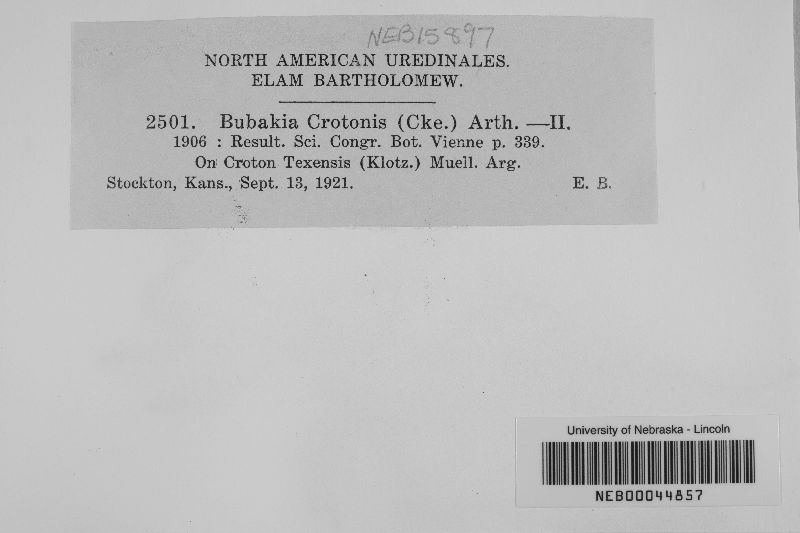 NEB15897
NORTH AMERICAN UREDINALES.
ELAM BARTHOLOMEW.
2501. Bubakia Crotonis (Cke.) Arth. —II.
1906 : Result. Sci. Congr. Bot. Vienne p. 339.
On Croton Texensis (Klotz.) Muell. Arg.
Stockton, Kans., Sept. 13, 1921. E. B.
University of Nebraska - Lincoln
NEB00044857